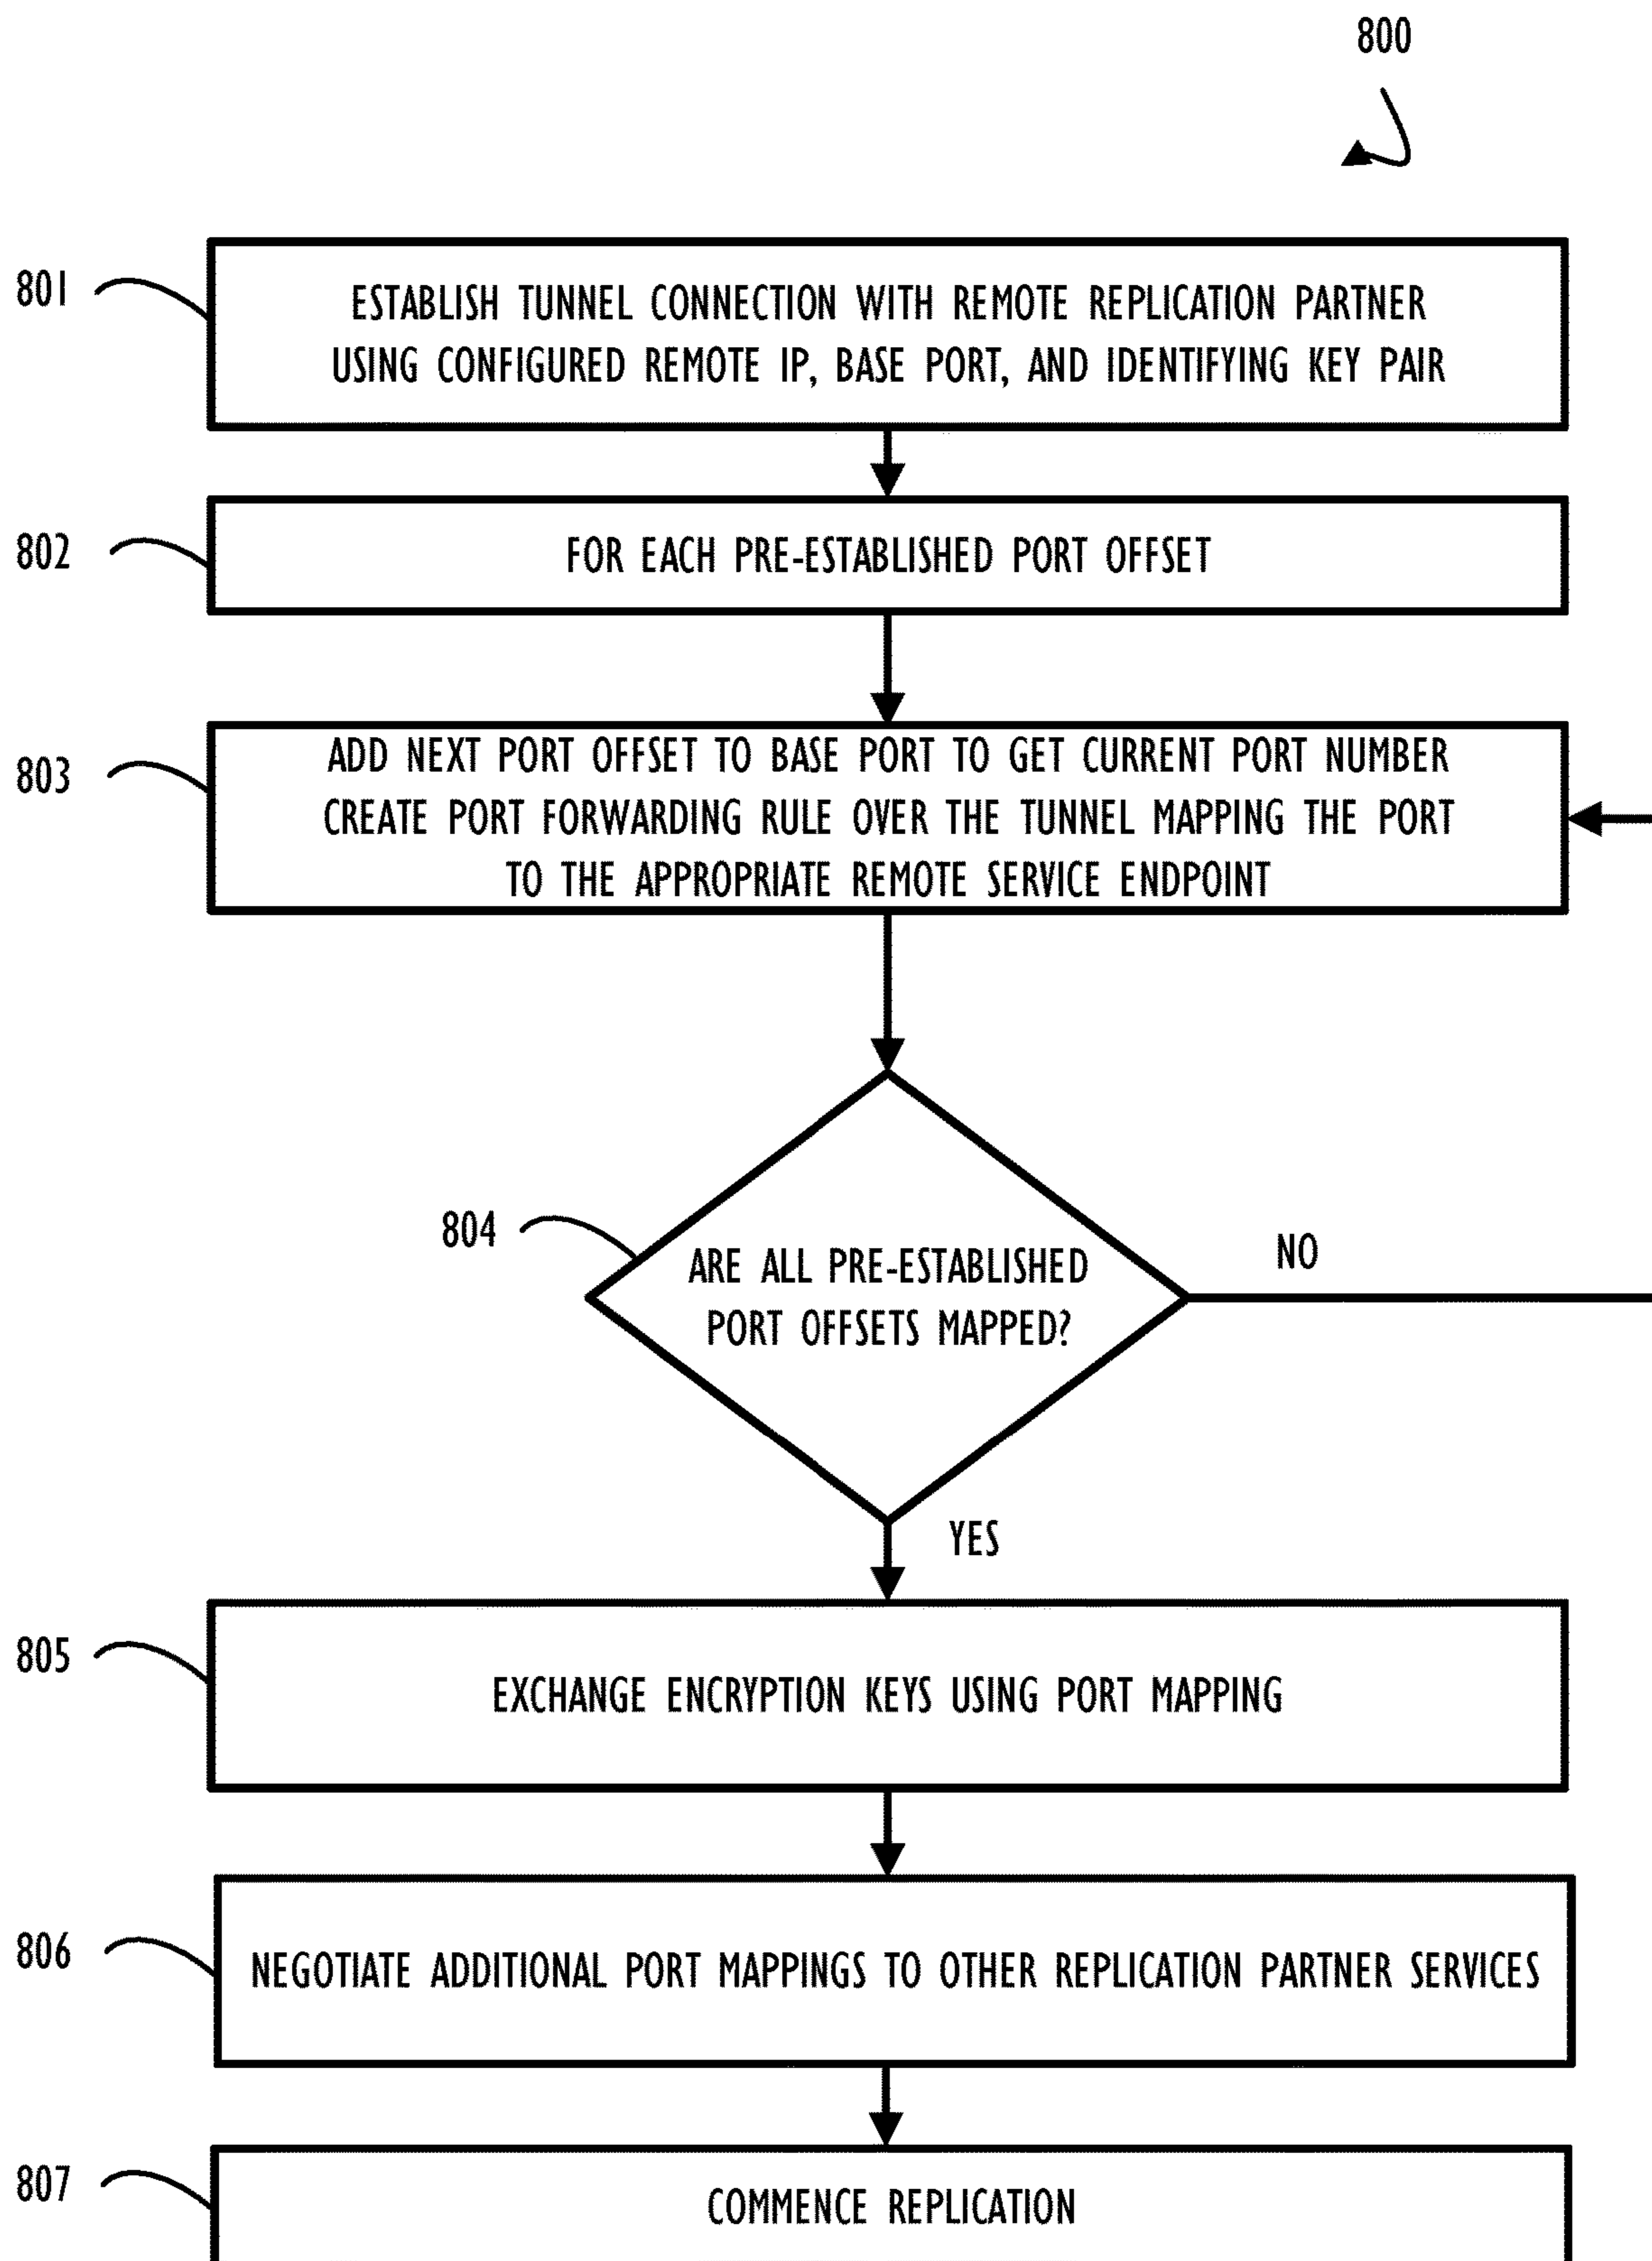 800
801
ESTABLISH TUNNEL CONNECTION WITH REMOTE REPLICATION PARTNER
USING CONFIGURED REMOTE IP, BASE PORT, AND IDENTIFYING KEY PAIR
802
FOR EACH PRE-ESTABLISHED PORT OFFSET
803
ADD NEXT PORT OFFSET TO BASE PORT TO GET CURRENT PORT NUMBER
CREATE PORT FORWARDING RULE OVER THE TUNNEL MAPPING THE PORT
TO THE APPROPRIATE REMOTE SERVICE ENDPOINT
804
ARE ALL PRE-ESTABLISHED
PORT OFFSETS MAPPED?
NO
YES
805
EXCHANGE ENCRYPTION KEYS USING PORT MAPPING
806
NEGOTIATE ADDITIONAL PORT MAPPINGS TO OTHER REPLICATION PARTNER SERVICES
807
COMMENCE REPLICATION